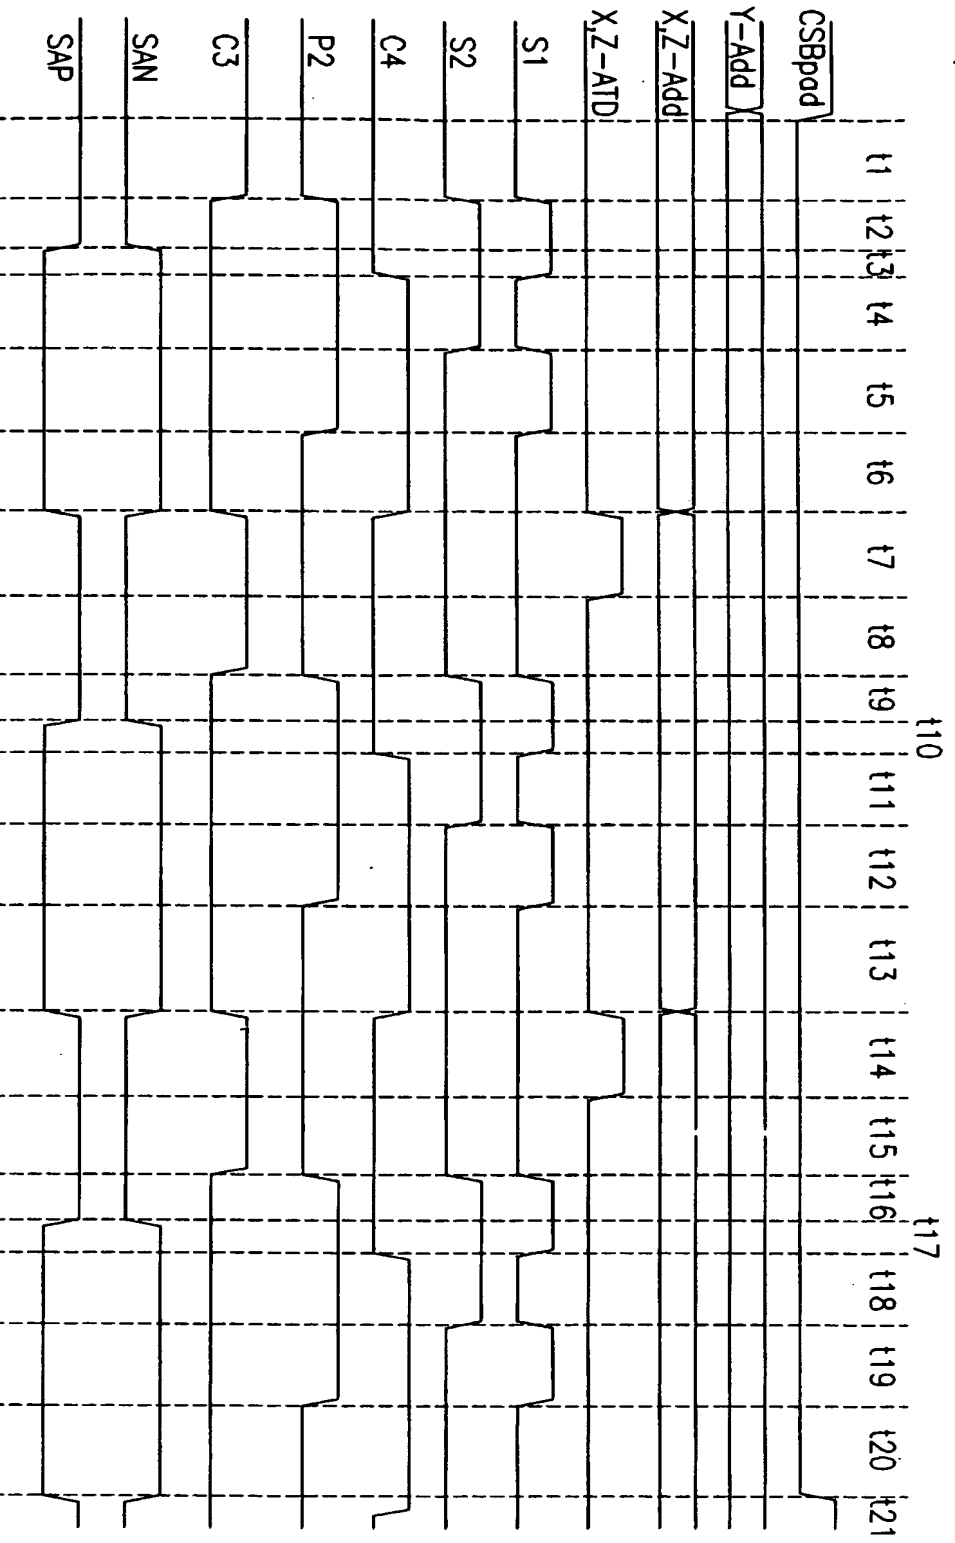 t1 t2 t3 t4 t5 t6 t7 t8 t9 t10 t11 t12 t13 t14 t15 t16 t17 t18 t19 t20 t21
CSBpad
Y-Add
X,Z-Add
X,Z-ATD
S1
S2
C4
P2
C3
SAN
SAP